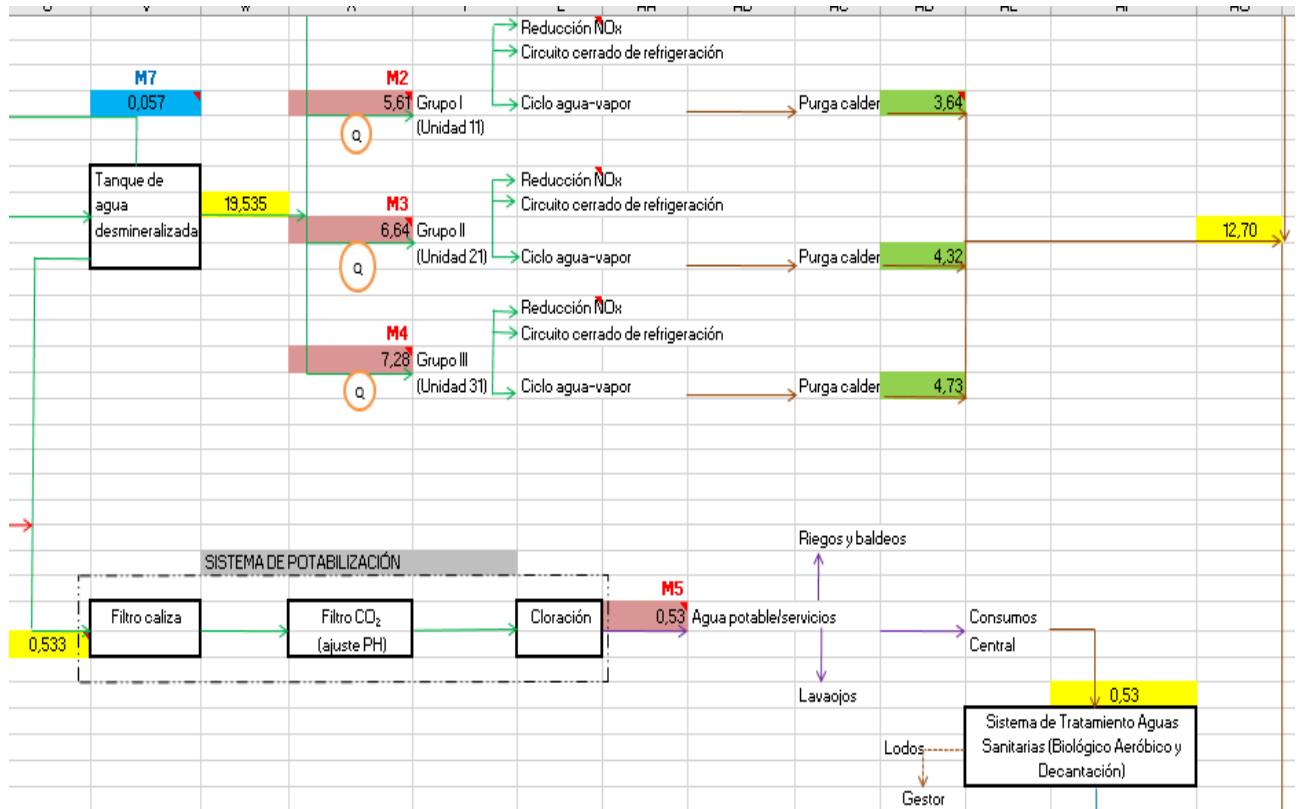 Reducción NOx
Circuito cerrado de refrigeración
M7
M2
0,057
5,61 Grupo I
Ciclo agua-vapor
Purga calder
3,64
(Unidad 11)
Q
Tanque de
agua
desmineralizada
19,535
Reducción NOx
Circuito cerrado de refrigeración
M3
6,64 Grupo II
12,70
(Unidad 21)
Ciclo agua-vapor
Purga calder
4,32
Q
Reducción NOx
Circuito cerrado de refrigeración
M4
7,28 Grupo III
(Unidad 31)
Ciclo agua-vapor
Purga calder
4,73
Q
Riegos y baldeos
SISTEMA DE POTABILIZACIÓN
M5
Filtro caliza
Filtro CO₂
(ajuste PH)
Cloración
0,53 Agua potable/servicios
Consumos
Central
0,533
Lavaojos
0,53
Sistema de Tratamiento Aguas
Sanitarias (Biológico Aeróbico y
Decantación)
Lodos
Gestor